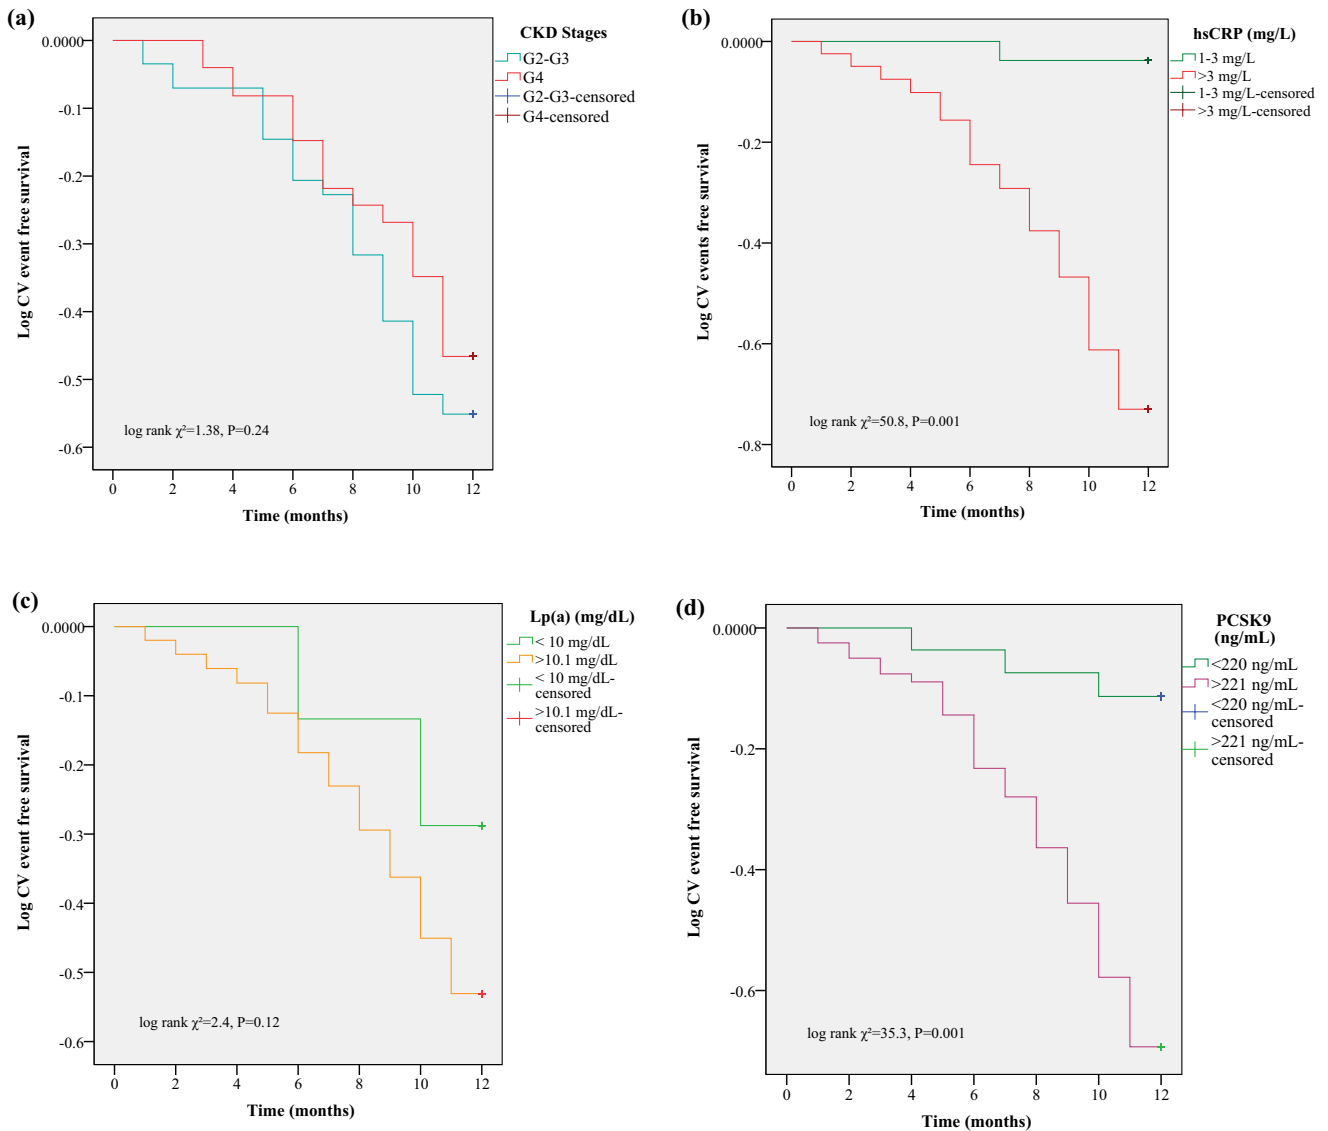 (a)
CKD Stages
G2-G3
G4
G2-G3-censored
G4-censored
0.0000
-0.1
-0.2
-0.3
-0.4
-0.5
-0.6
Log CV event free survival
log rank χ²=1.38, P=0.24
0 2 4 6 8 10 12
Time (months)
(b)
hsCRP (mg/L)
1-3 mg/L
>3 mg/L
1-3 mg/L-censored
>3 mg/L-censored
0.0000
-0.2
-0.4
-0.6
-0.8
Log CV events free survival
log rank χ²=50.8, P=0.001
0 2 4 6 8 10 12
Time (months)
(c)
Lp(a) (mg/dL)
< 10 mg/dL
>10.1 mg/dL
< 10 mg/dL-
censored
>10.1 mg/dL-
censored
0.0000
-0.1
-0.2
-0.3
-0.4
-0.5
-0.6
Log CV event free survival
log rank χ²=2.4, P=0.12
0 2 4 6 8 10 12
Time (months)
(d)
PCSK9
(ng/mL)
<220 ng/mL
>221 ng/mL
<220 ng/mL-
censored
>221 ng/mL-
censored
0.0000
-0.2
-0.4
-0.6
Log CV event free survival
log rank χ²=35.3, P=0.001
0 2 4 6 8 10 12
Time (months)